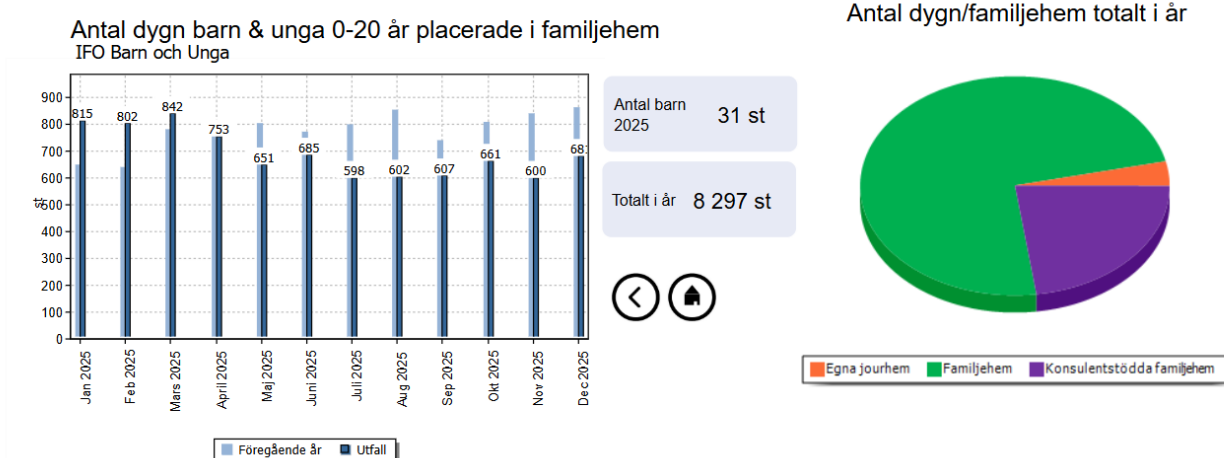 Antal dygn barn & unga 0-20 år placerade i familjehem
IFO Barn och Unga
st
900
800
700
600
500
400
300
200
100
0
815
802
842
753
651
685
598
602
607
661
600
681
Jan 2025
Feb 2025
Mars 2025
April 2025
Maj 2025
Juni 2025
Juli 2025
Aug 2025
Sep 2025
Okt 2025
Nov 2025
Dec 2025
Föregående år
Utfall
Antal barn
2025
31 st
Totalt i år
8 297 st
Antal dygn/familjehem totalt i år
Egna jourhem
Familjehem
Konsulentstödda familjehem